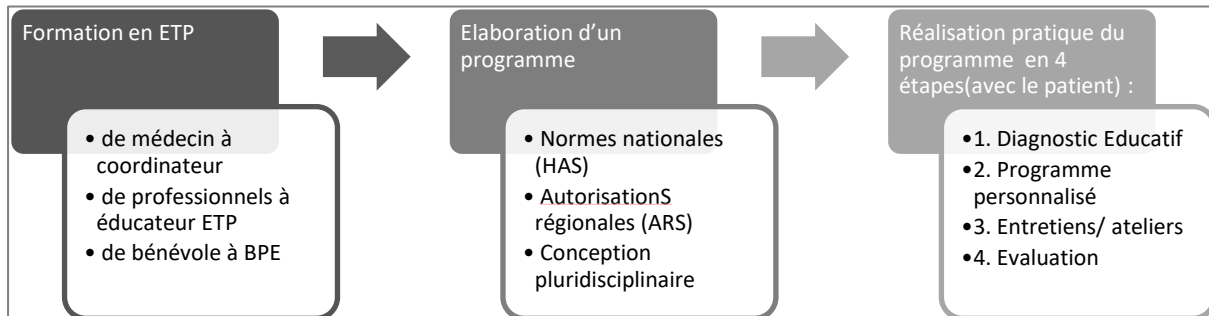 Formation en ETP
• de médecin à
coordinateur
• de professionnels à
éducateur ETP
• de bénévole à BPE
Elaboration d’un
programme
• Normes nationales
(HAS)
• AutorisationS
régionales (ARS)
• Conception
pluridisciplinaire
Réalisation pratique du
programme en 4
étapes(avec le patient) :
•1. Diagnostic Educatif
•2. Programme
personnalisé
•3. Entretiens/ ateliers
•4. Evaluation